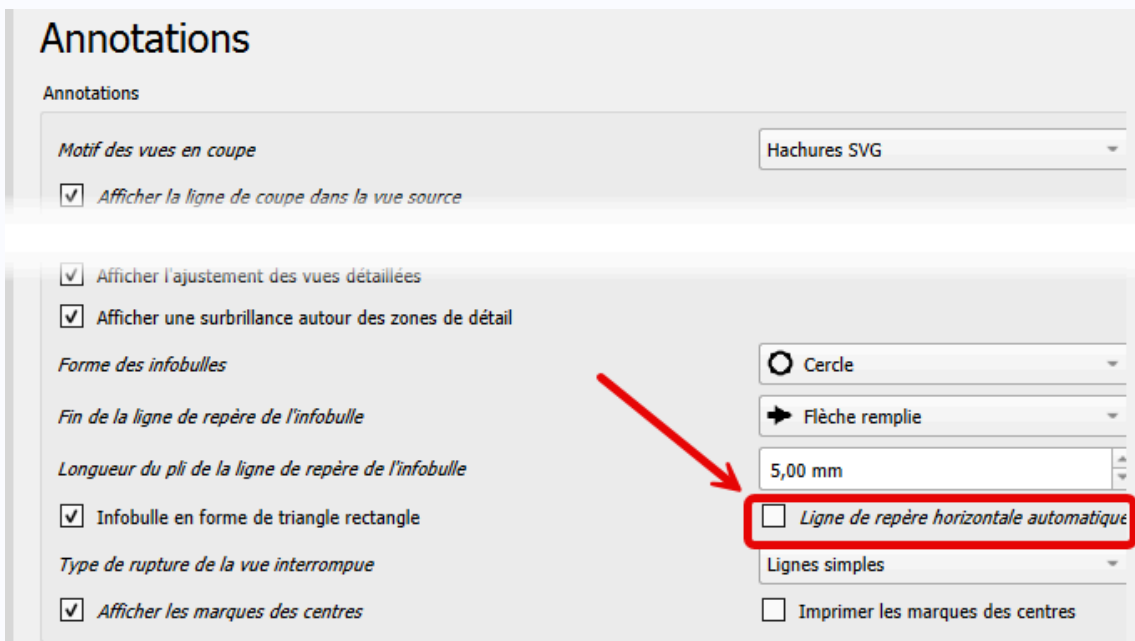 Annotations
Annotations
Motif des vues en coupe Hachures SVG
Afficher la ligne de coupe dans la vue source
Afficher l'ajustement des vues détaillées
Afficher une surbrillance autour des zones de détail
Forme des infobulles Cercle
Fin de la ligne de repère de l'infobulle Flèche remplie
Longueur du pli de la ligne de repère de l'infobulle 5,00 mm
Infobulle en forme de triangle rectangle Ligne de repère horizontale automatique
Type de rupture de la vue interrompue Lignes simples
Afficher les marques des centres Imprimer les marques des centres